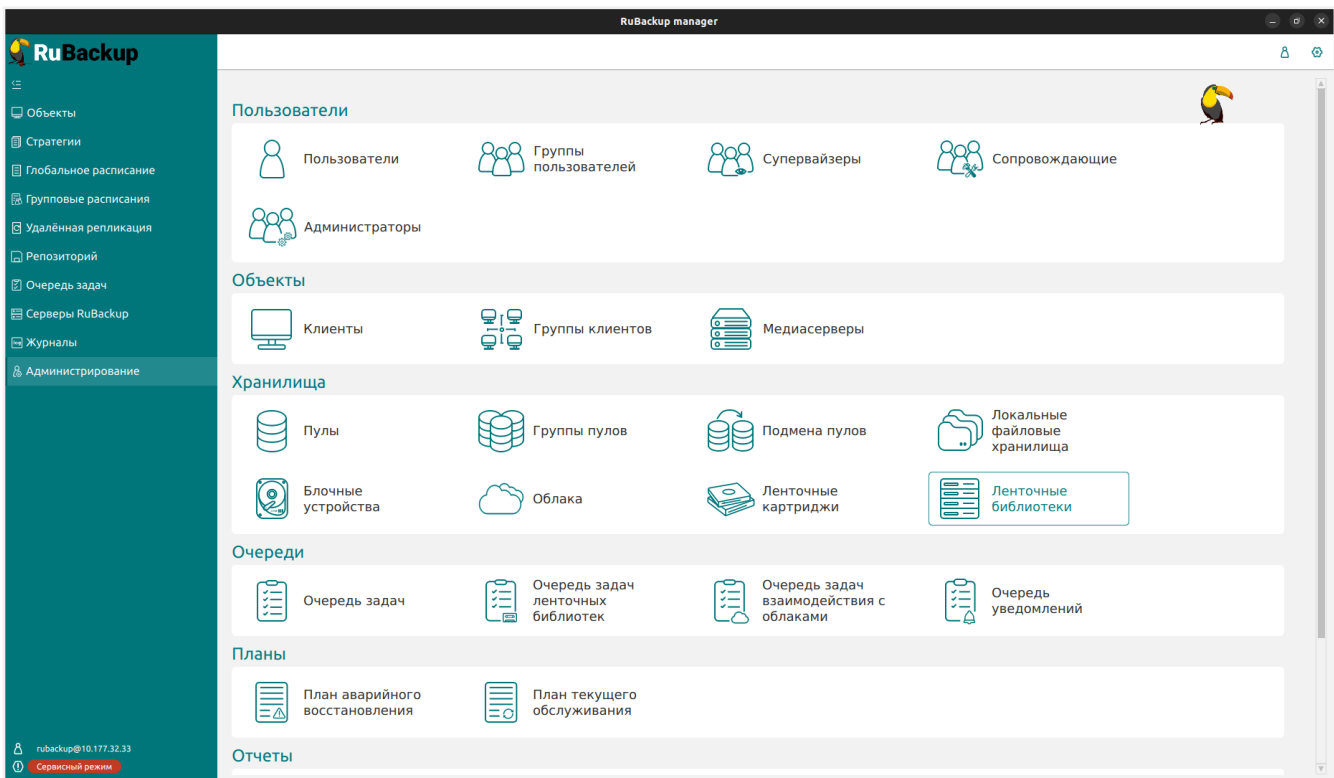 RuBackup manager
RuBackup
Объекты
Стратегии
Глобальное расписание
Групповые расписания
Удалённая репликация
Репозиторий
Очередь задач
Серверы RuBackup
Журналы
Администрирование
rubackup@10.177.32.33
Сервисный режим
Пользователи
Пользователи
Группы
пользователей
Супервайзеры
Сопровождающие
Администраторы
Объекты
Клиенты
Группы клиентов
Медиасерверы
Хранилища
Пулы
Группы пулов
Подмена пулов
Локальные
файловые
хранилища
Блочные
устройства
Облака
Ленточные
картриджи
Ленточные
библиотеки
Очереди
Очередь задач
Очередь задач
ленточных
библиотек
Очередь задач
взаимодействия с
облаками
Очередь
уведомлений
Планы
План аварийного
восстановления
План текущего
обслуживания
Отчеты